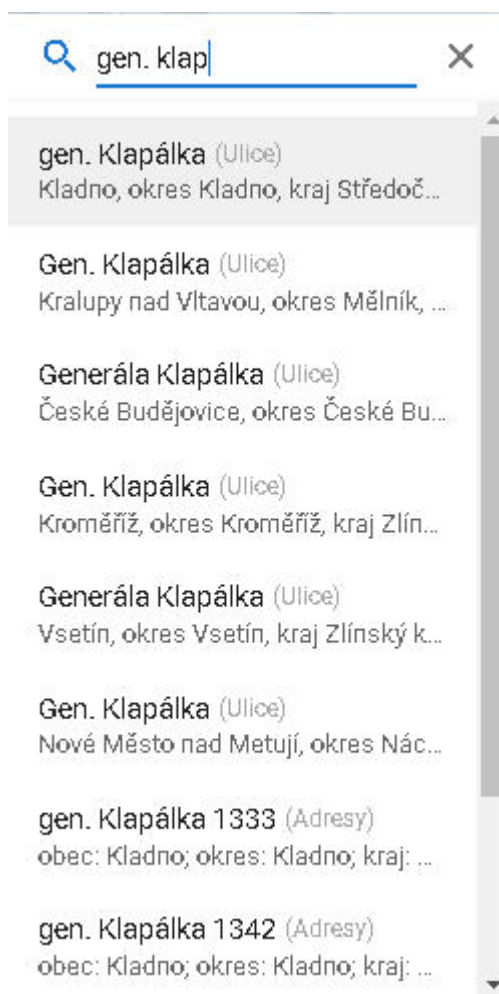 gen. klap
gen. Klapálka (Ulice)
Kladno, okres Kladno, kraj Středoč...
Gen. Klapálka (Ulice)
Kralupy nad Vltavou, okres Mělník, ...
Generála Klapálka (Ulice)
České Budějovice, okres České Bu...
Gen. Klapálka (Ulice)
Kroměříž, okres Kroměříž, kraj Zlín...
Generála Klapálka (Ulice)
Vsetín, okres Vsetín, kraj Zlínský k...
Gen. Klapálka (Ulice)
Nové Město nad Metují, okres Nác...
gen. Klapálka 1333 (Adresy)
obec: Kladno; okres: Kladno; kraj: ...
gen. Klapálka 1342 (Adresy)
obec: Kladno; okres: Kladno; kraj: ...